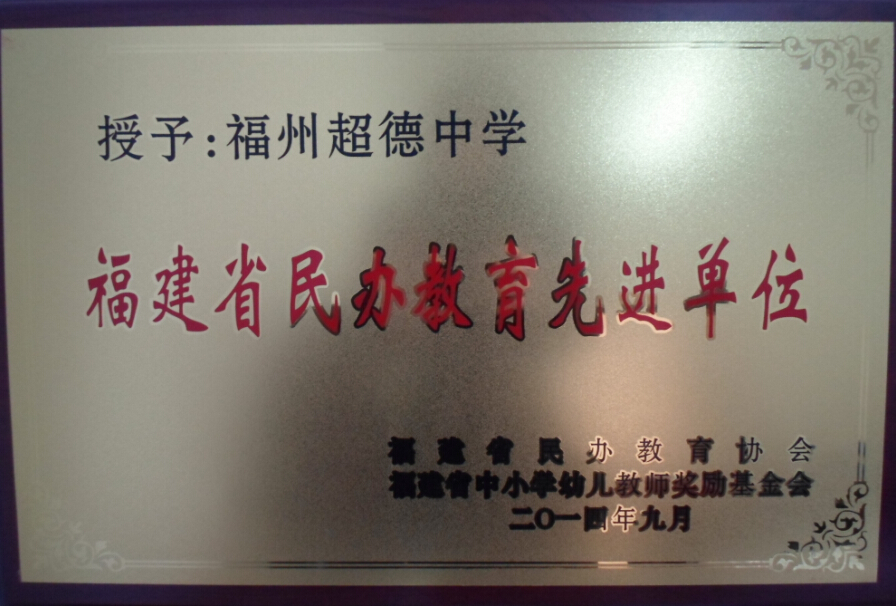 授予:福州超德中学
福建省民办教育先进单位
福建省民办教育协会
福建省中小学幼儿教师奖励基金会
二〇一四年九月